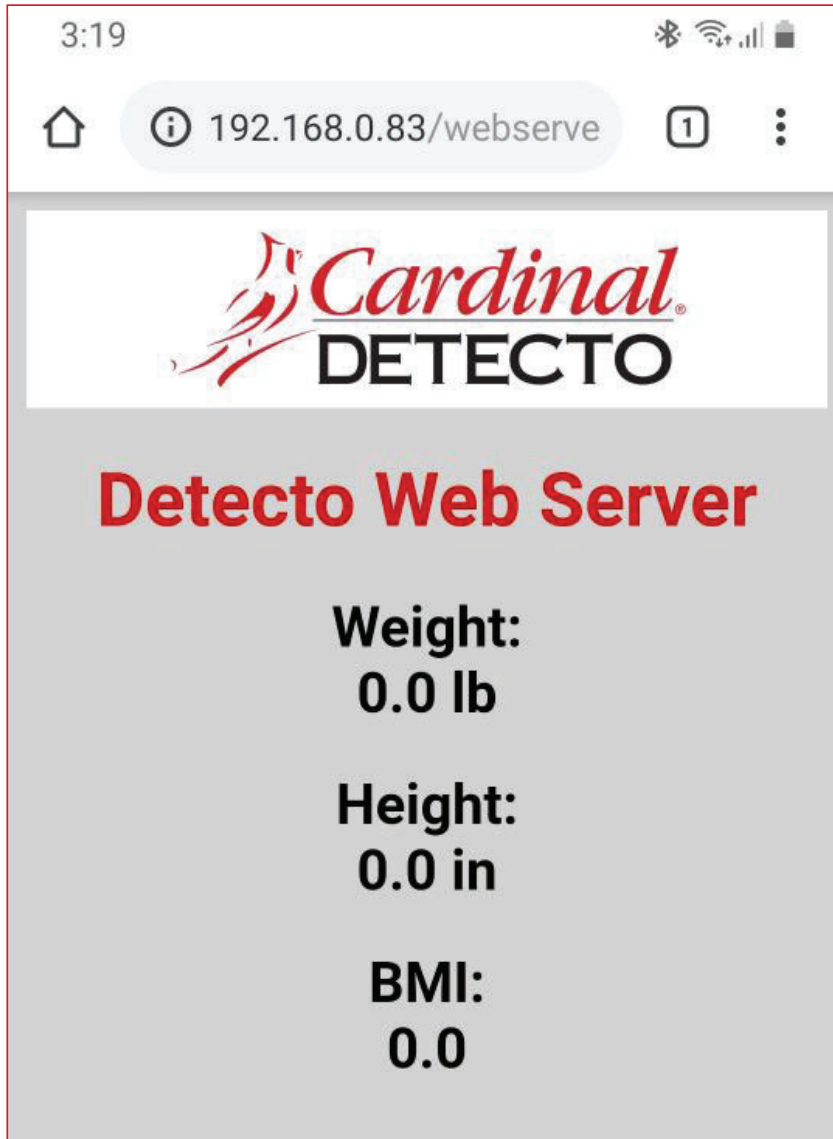 3:19
192.168.0.83/webserve
1
Cardinal®
DETECTO
Detecto Web Server
Weight:
0.0 lb
Height:
0.0 in
BMI:
0.0